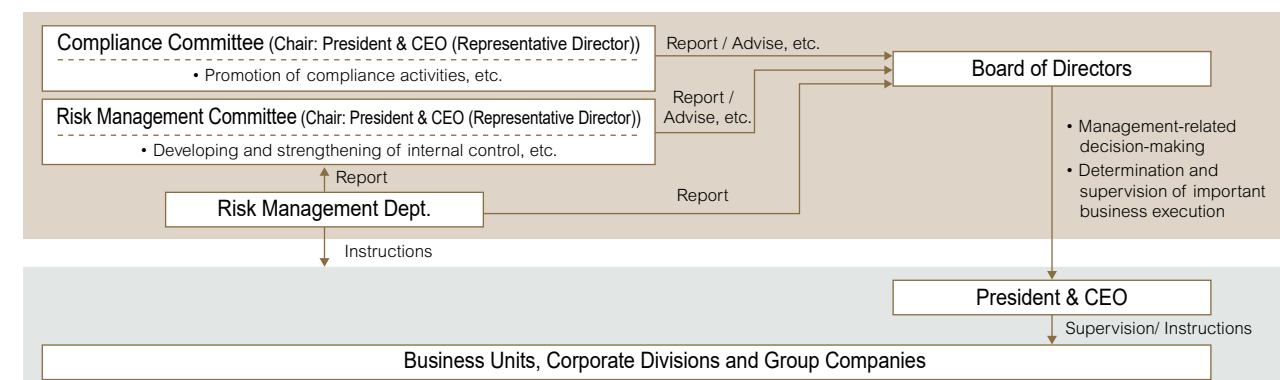 Compliance Committee (Chair: President & CEO (Representative Director))
• Promotion of compliance activities, etc.
Report / Advise, etc.
Board of Directors
Risk Management Committee (Chair: President & CEO (Representative Director))
• Developing and strengthening of internal control, etc.
Report /
Advise, etc.
• Management-related
decision-making
• Determination and
supervision of important
business execution
Report
Risk Management Dept.
Report
Instructions
President & CEO
Supervision/ Instructions
Business Units, Corporate Divisions and Group Companies